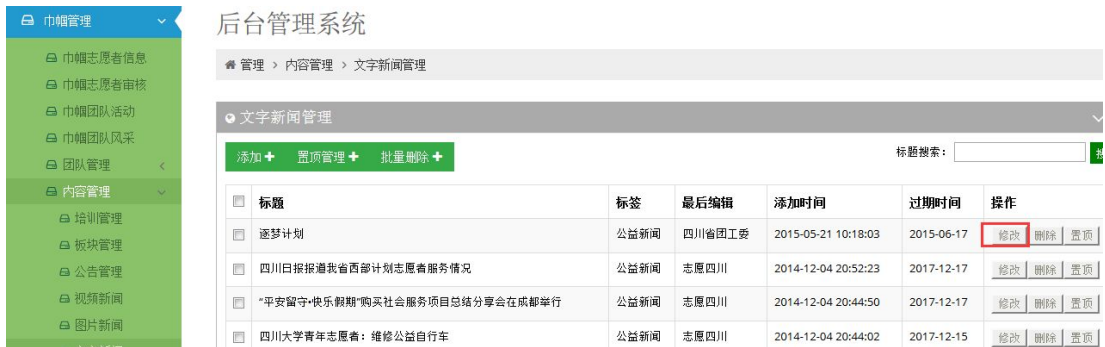 巾帼管理
巾帼志愿者信息
巾帼志愿者审核
巾帼团队活动
巾帼团队风采
团队管理
内容管理
培训管理
板块管理
公告管理
视频新闻
图片新闻
后台管理系统
管理 > 内容管理 > 文字新闻管理
文字新闻管理
添加 置顶管理 批量删除
标题搜索：
标题 标签 最后编辑 添加时间 过期时间 操作
逐梦计划 公益新闻 四川省团工委 2015-05-21 10:18:03 2015-06-17 修改 删除 置顶
四川日报报道我省西部计划志愿者服务情况 公益新闻 志愿四川 2014-12-04 20:52:23 2017-12-17 修改 删除 置顶
“平安留守•快乐假期”购买社会服务项目总结分享会在成都举行 公益新闻 志愿四川 2014-12-04 20:44:50 2017-12-17 修改 删除 置顶
四川大学青年志愿者：维修公益自行车 公益新闻 志愿四川 2014-12-04 20:44:02 2017-12-15 修改 删除 置顶